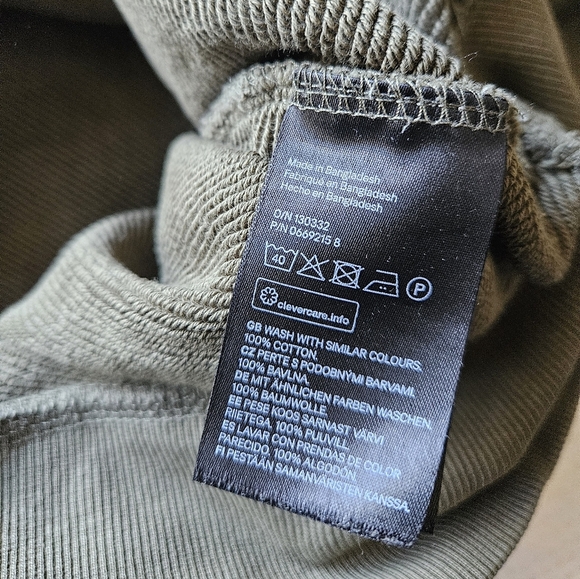 Made in Bangladesh
Fabriqué en Bangladesh
Hecho en Bangladesh
O/N 130332
P/N 0669215 8
40 P
clevercare.info
GB WASH WITH SIMILAR COLOURS.
100% COTTON.
CZ PERTE S PODOBNÝMI BARVAMI.
100% BAVLNA.
DE MIT ÄHNLICHEN FARBEN WASCHEN.
100% BAUMWOLLE.
EE PESE KOOS SARNAST VÄRVI
RIIETEGA. 100% PUUVILL.
ES LAVAR CON PRENDAS DE COLOR
PARECIDO. 100% ALGODÓN.
FI PESTÄÄN SAMANVÄRISTEN KANSSA.